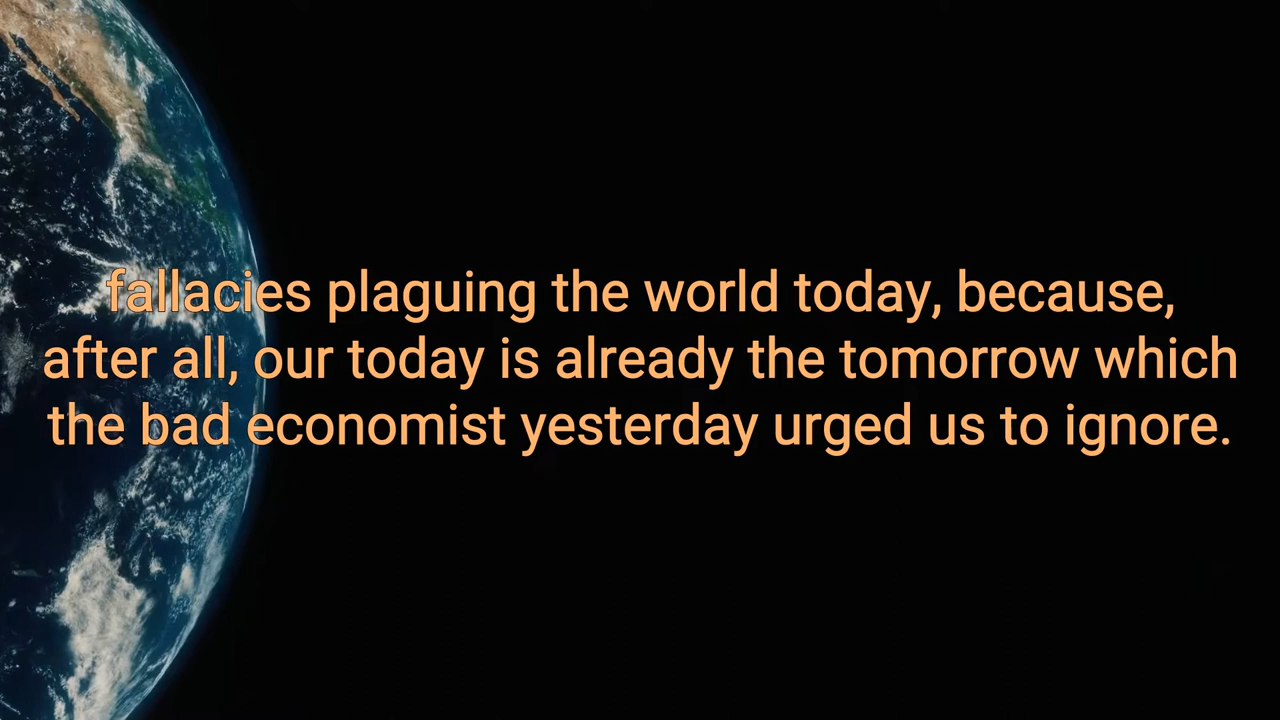 fallacies plaguing the world today, because,
after all, our today is already the tomorrow which
the bad economist yesterday urged us to ignore.